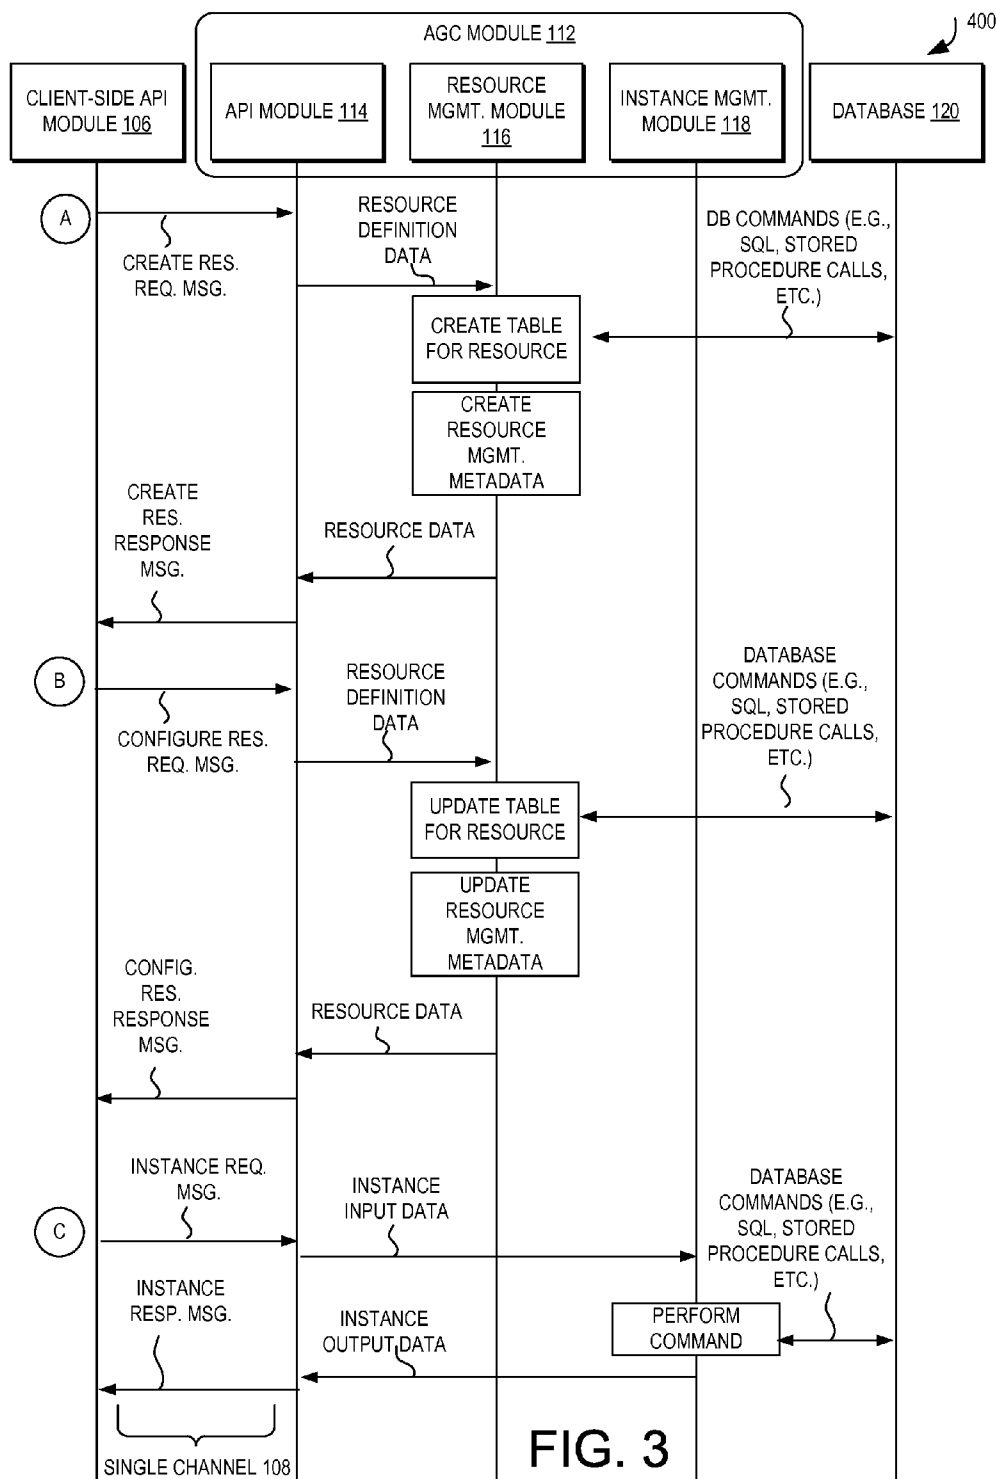 AGC MODULE 112
400
CLIENT-SIDE API
MODULE 106
API MODULE 114
RESOURCE
MGMT. MODULE
116
INSTANCE MGMT.
MODULE 118
DATABASE 120
A
CREATE RES.
REQ. MSG.
RESOURCE
DEFINITION
DATA
DB COMMANDS (E.G.,
SQL, STORED
PROCEDURE CALLS,
ETC.)
CREATE TABLE
FOR RESOURCE
CREATE
RESOURCE
MGMT.
METADATA
CREATE
RES.
RESPONSE
MSG.
RESOURCE DATA
B
CONFIGURE RES.
REQ. MSG.
RESOURCE
DEFINITION
DATA
DATABASE
COMMANDS (E.G.,
SQL, STORED
PROCEDURE CALLS,
ETC.)
UPDATE TABLE
FOR RESOURCE
UPDATE
RESOURCE
MGMT.
METADATA
CONFIG.
RES.
RESPONSE
MSG.
RESOURCE DATA
C
INSTANCE REQ.
MSG.
INSTANCE
INPUT DATA
DATABASE
COMMANDS (E.G.,
SQL, STORED
PROCEDURE CALLS,
ETC.)
INSTANCE
RESP. MSG.
INSTANCE
OUTPUT DATA
PERFORM
COMMAND
SINGLE CHANNEL 108
FIG. 3